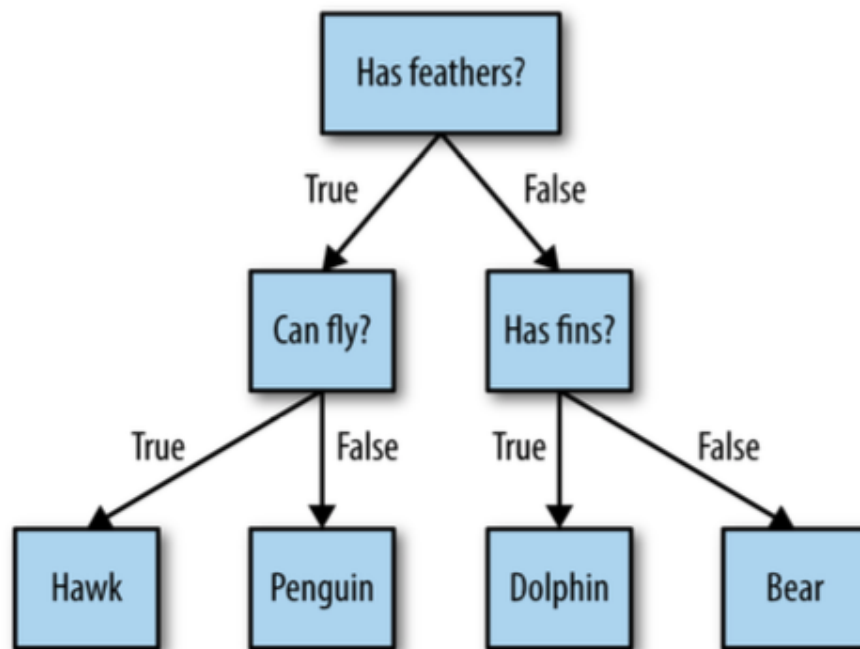 Has feathers?
True
False
Can fly?
Has fins?
True
False
True
False
Hawk
Penguin
Dolphin
Bear